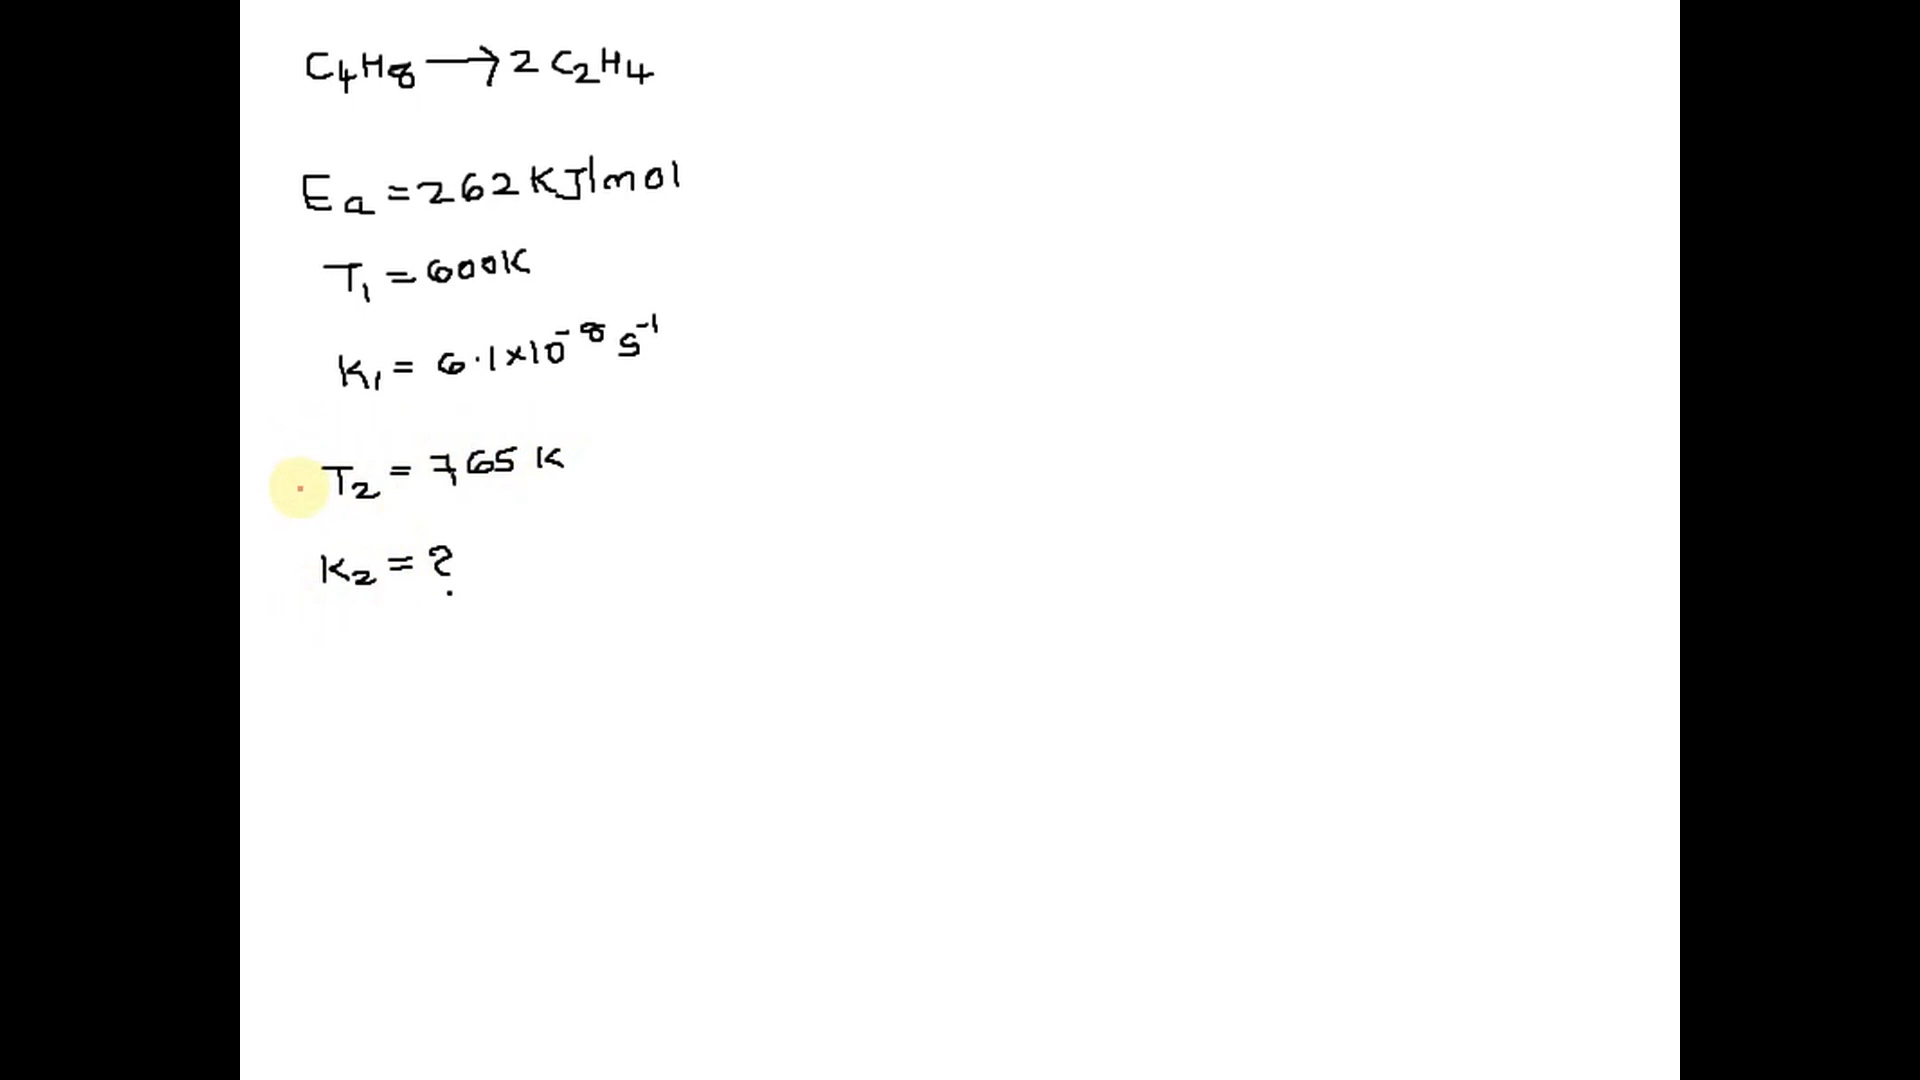 C₄H₈ → 2 C₂H₄
Ea = 262 KJ/mol
T₁ = 600K
K₁ = 6.1×10⁻⁸ S⁻¹
T₂ = 765 K
K₂ = ?